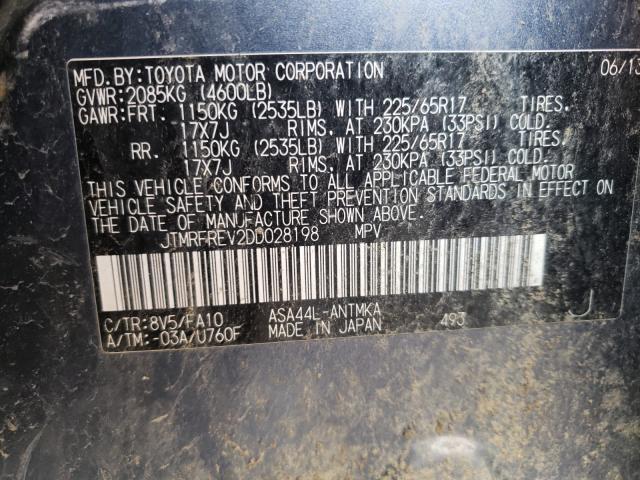 MFD.BY:TOYOTA MOTOR CORPORATION 06/13
GVWR:2085KG (4600LB)
GAWR:FRT. 1150KG (2535LB) WITH 225/65R17 TIRES,
17X7J RIMS, AT 230KPA (33PSI) COLD.
RR. 1150KG (2535LB) WITH 225/65R17 TIRES,
17X7J RIMS, AT 230KPA (33PSI) COLD.
THIS VEHICLE CONFORMS TO ALL APPLICABLE FEDERAL MOTOR
VEHICLE SAFETY AND THEFT PREVENTION STANDARDS IN EFFECT ON
THE DATE OF MANUFACTURE SHOWN ABOVE.
JTMRFREV2DD028198 MPV
C/TR:8V5/FA10 ASA44L-ANTMKA 493 J
A/TM:-03A/U760F MADE IN JAPAN